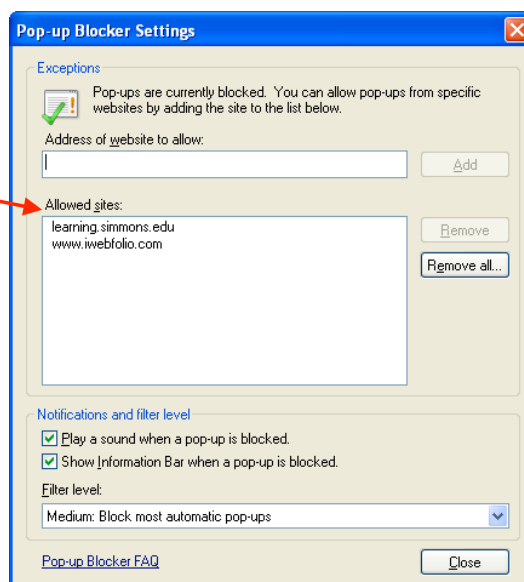 Pop-up Blocker Settings
Exceptions
Pop-ups are currently blocked. You can allow pop-ups from specific
websites by adding the site to the list below.
Address of website to allow:
Add
Allowed sites:
learning.simmons.edu
www.iwebfolio.com
Remove
Remove all...
Notifications and filter level
Play a sound when a pop-up is blocked.
Show Information Bar when a pop-up is blocked.
Filter level:
Medium: Block most automatic pop-ups
Pop-up Blocker FAQ
Close